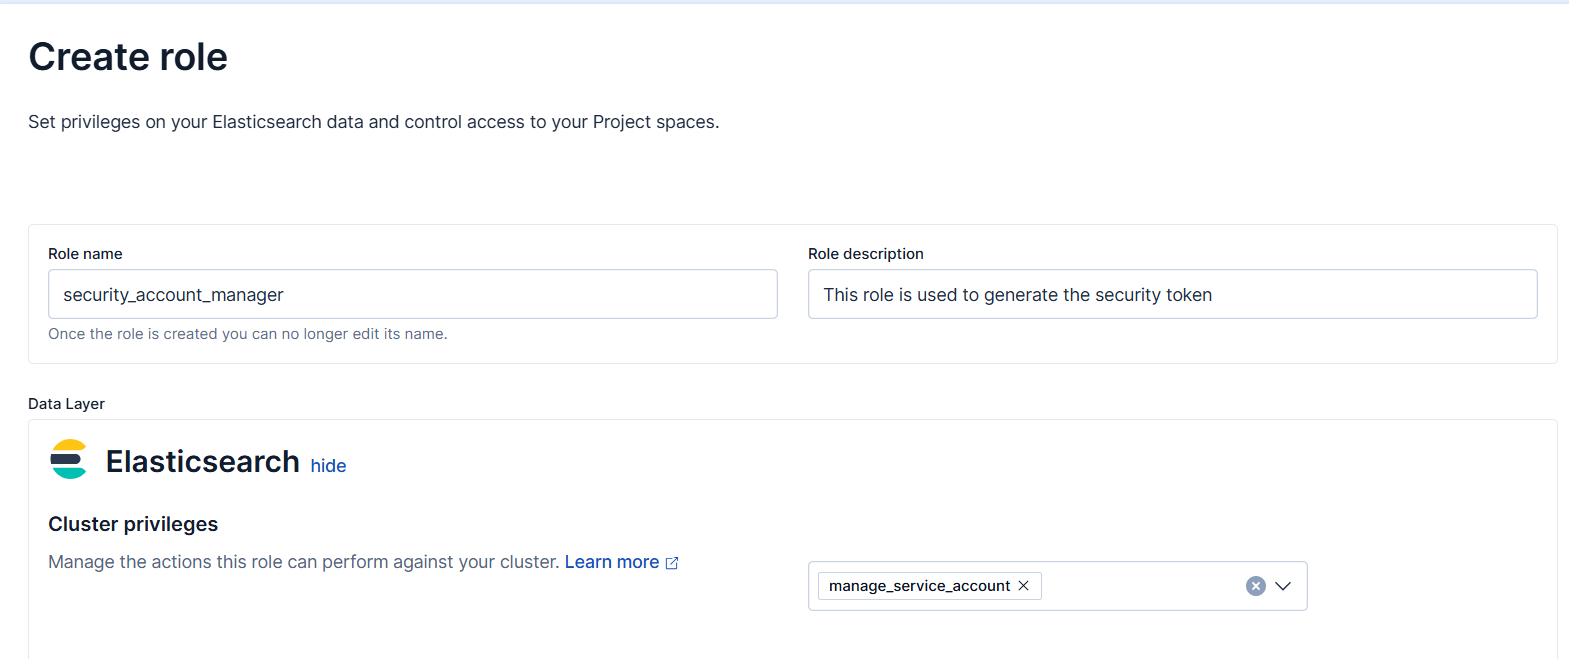 Create role
Set privileges on your Elasticsearch data and control access to your Project spaces.
Role name
Role description
security_account_manager
This role is used to generate the security token
Once the role is created you can no longer edit its name.
Data Layer
Elasticsearch hide
Cluster privileges
Manage the actions this role can perform against your cluster. Learn more
manage_service_account